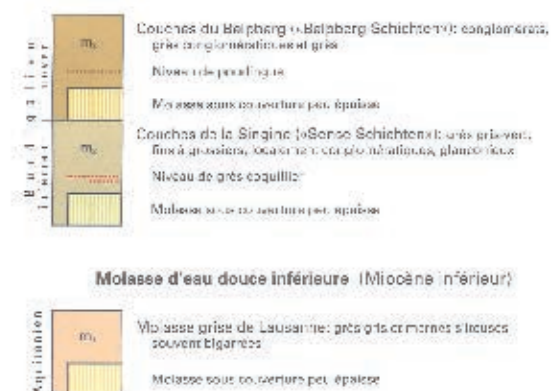 Couches du Belpberg («Belpberg-Schichten»): conglomérats,
grès conglomératiques et grès
m₄
Niveau de poudingue
Molasse sous couverture peu épaisse
Couches de la Singine («Sense-Schichten»): grès gris-vert,
fins à grossiers, localement conglomératiques, glauconieux
Niveau de grès coquillier
Molasse sous couverture peu épaisse
Molasse d'eau douce inférieure (Miocène inférieur)
Aquitanien
Molasse grise de Lausanne: grès gris et marnes silteuses
souvent bigarrées
Molasse sous couverture peu épaisse